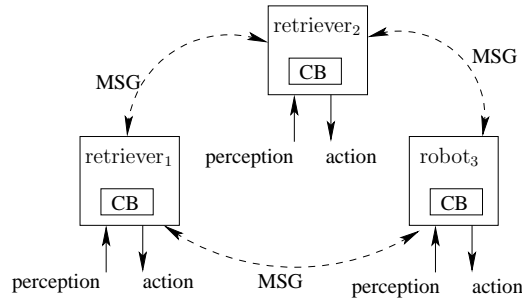 retriever₂
CB
MSG
MSG
perception
action
retriever₁
CB
robot₃
CB
perception
action
MSG
perception
action